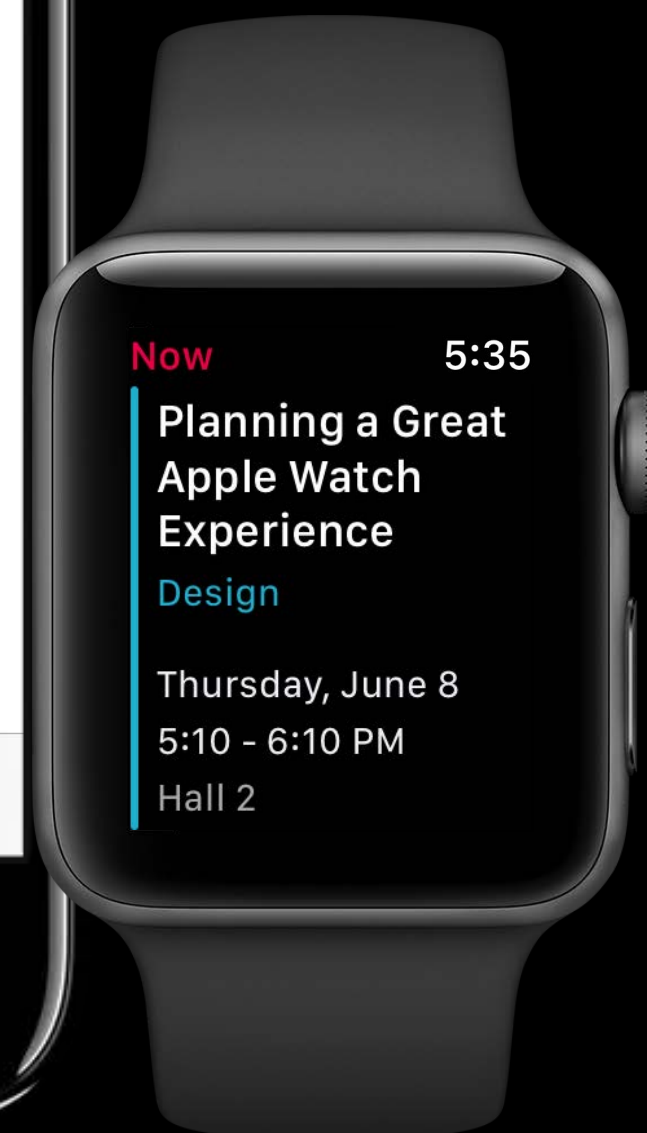 Now
5:35
Planning a Great
Apple Watch
Experience
Design
Thursday, June 8
5:10 - 6:10 PM
Hall 2